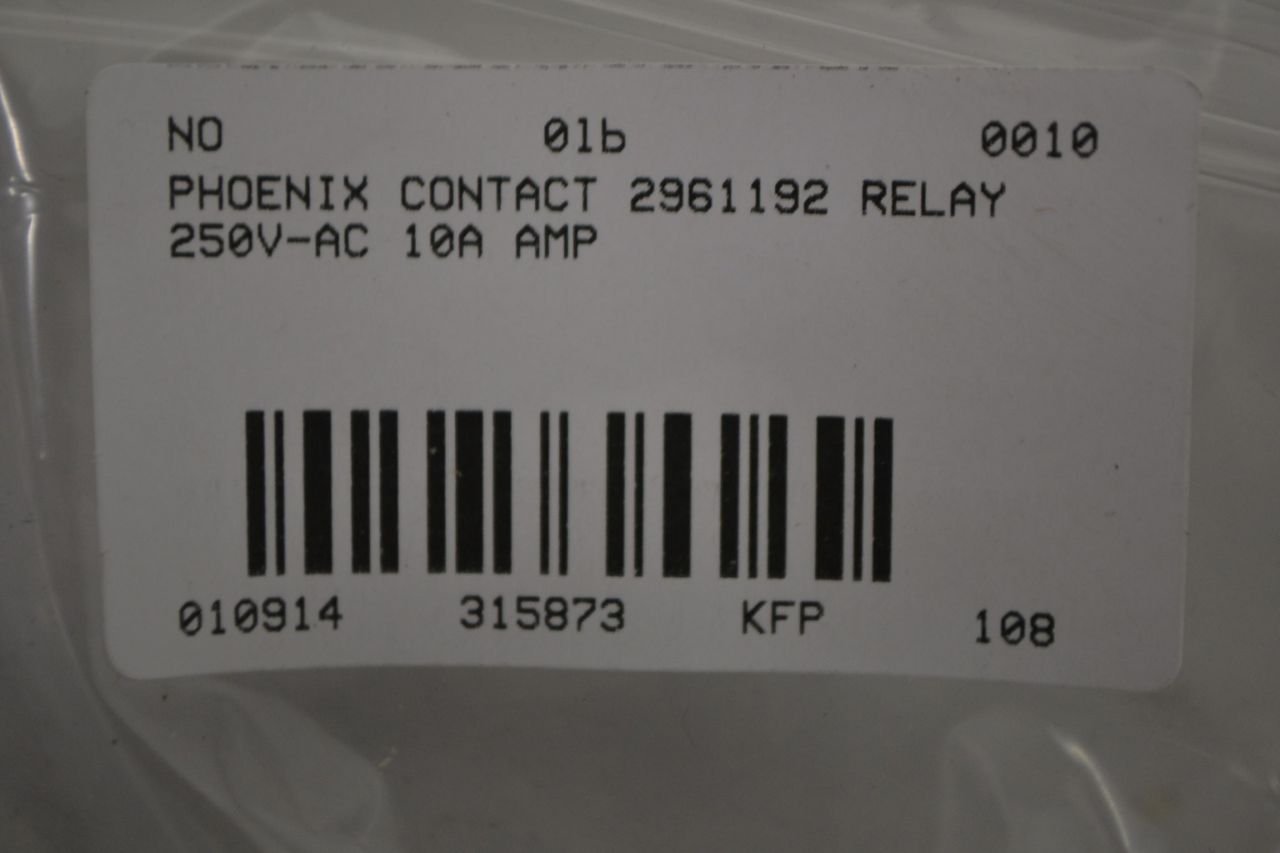 NO 01b 0010
PHOENIX CONTACT 2961192 RELAY
250V-AC 10A AMP
010914 315873 KFP 108